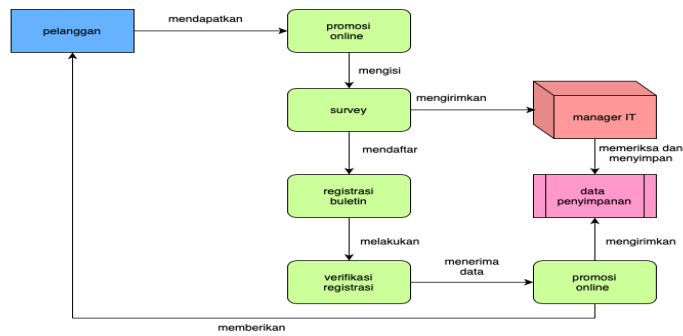 pelanggan
mendapatkan
promosi
online
mengisi
survey
mengirimkan
manager IT
mendaftar
memeriksa dan
menyimpan
registrasi
buletin
data
penyimpanan
melakukan
mengirimkan
verifikasi
registrasi
menerima
data
promosi
online
memberikan